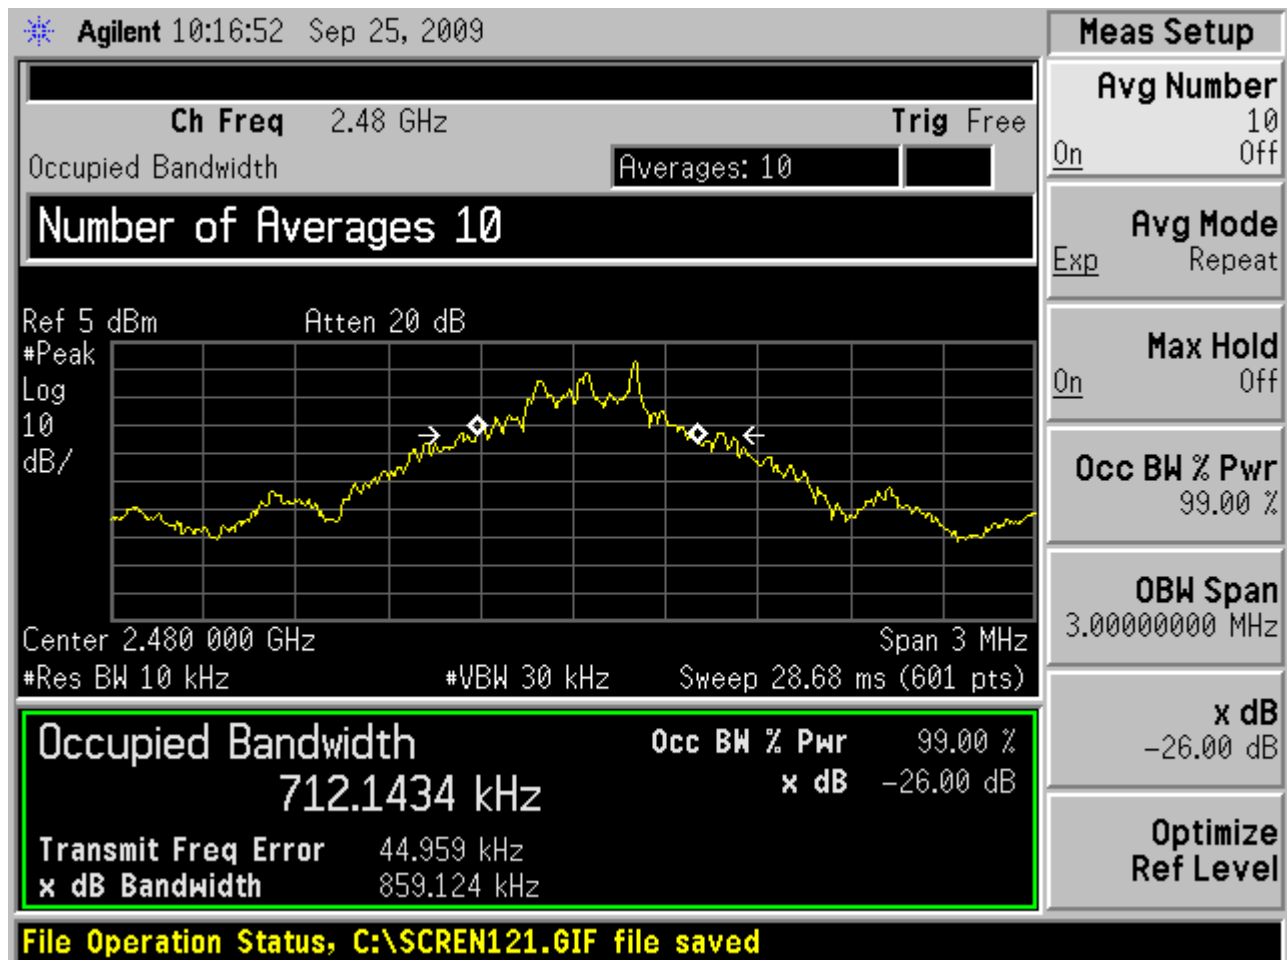 Agilent 10:16:52 Sep 25, 2009
Ch Freq 2.48 GHz Trig Free
Occupied Bandwidth Averages: 10
Number of Averages 10
Ref 5 dBm Atten 20 dB
#Peak
Log
10
dB/
Center 2.480 000 GHz Span 3 MHz
#Res BW 10 kHz #VBW 30 kHz Sweep 28.68 ms (601 pts)
Occupied Bandwidth Occ BW % Pwr 99.00 %
712.1434 kHz x dB -26.00 dB
Transmit Freq Error 44.959 kHz
x dB Bandwidth 859.124 kHz
File Operation Status, C:\SCREN121.GIF file saved
Meas Setup
Avg Number
10
On Off
Avg Mode
Exp Repeat
Max Hold
On Off
Occ BW % Pwr
99.00 %
OBW Span
3.00000000 MHz
x dB
-26.00 dB
Optimize
Ref Level